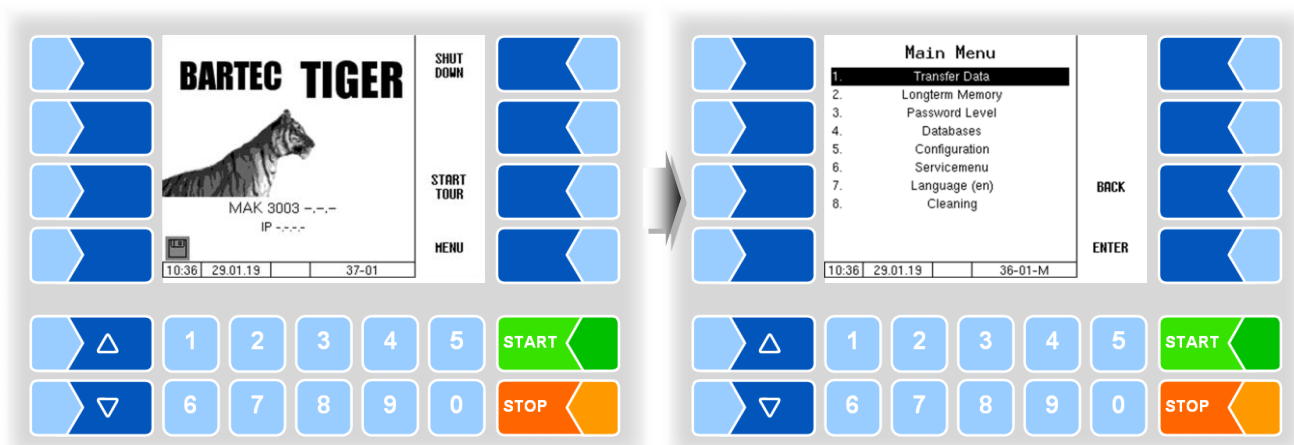 BARTEC TIGER
SHUT
DOWN
START
TOUR
MAK 3003 -.-.-
IP -.-.-.-
MENU
10:36 29.01.19 37-01
1 2 3 4 5 START
6 7 8 9 0 STOP
Main Menu
1. Transfer Data
2. Longterm Memory
3. Password Level
4. Databases
5. Configuration
6. Servicemenu
7. Language (en)
8. Cleaning
BACK
ENTER
10:36 29.01.19 36-01-M
1 2 3 4 5 START
6 7 8 9 0 STOP